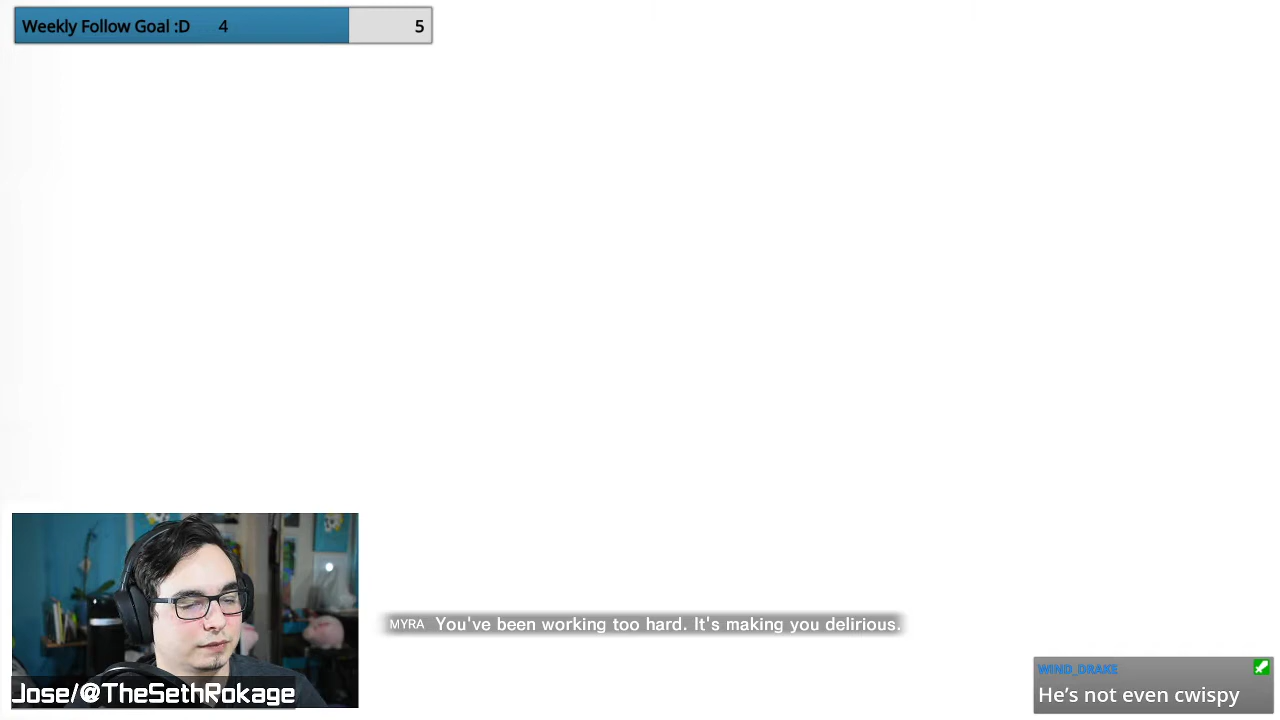 Weekly Follow Goal :D 4 5
MYRA You've been working too hard. It's making you delirious.
WIND_DRAKE
He's not even cwispy
Jose/@TheSethRokage